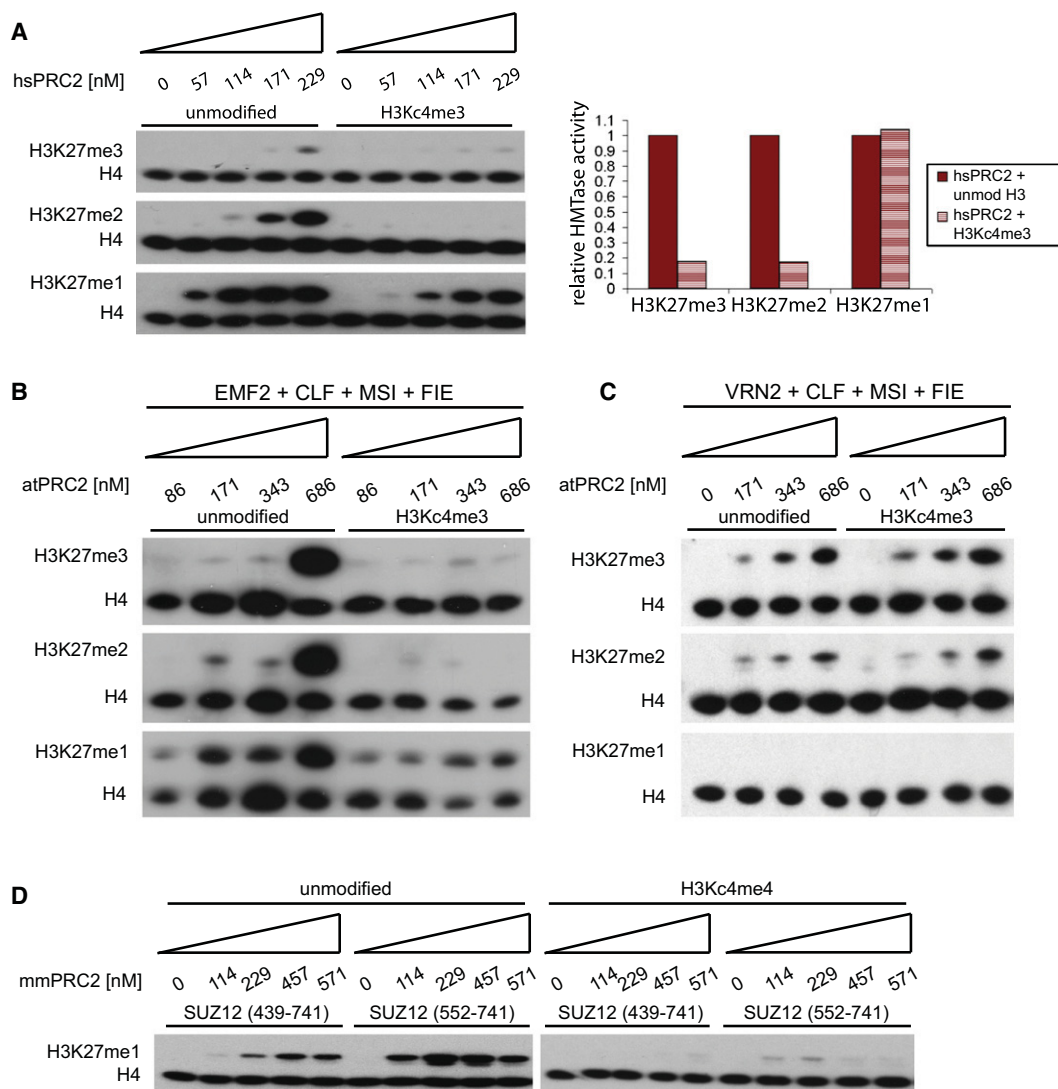 A
hsPRC2 [nM]
0 57 114 171 229 0 57 114 171 229
unmodified H3Kc4me3
H3K27me3
H4
H3K27me2
H4
H3K27me1
H4
relative HMTase activity
1.1
1
0.9
0.8
0.7
0.6
0.5
0.4
0.3
0.2
0.1
0
H3K27me3 H3K27me2 H3K27me1
hsPRC2 +
unmod H3
hsPRC2 +
H3Kc4me3
B
EMF2 + CLF + MSI + FIE
atPRC2 [nM]
86 171 343 686 86 171 343 686
unmodified H3Kc4me3
H3K27me3
H4
H3K27me2
H4
H3K27me1
H4
C
VRN2 + CLF + MSI + FIE
atPRC2 [nM]
0 171 343 686 0 171 343 686
unmodified H3Kc4me3
H3K27me3
H4
H3K27me2
H4
H3K27me1
H4
D
unmodified H3Kc4me4
mmPRC2 [nM]
0 114 229 457 571 0 114 229 457 571 0 114 229 457 571 0 114 229 457 571
SUZ12 (439-741) SUZ12 (552-741) SUZ12 (439-741) SUZ12 (552-741)
H3K27me1
H4